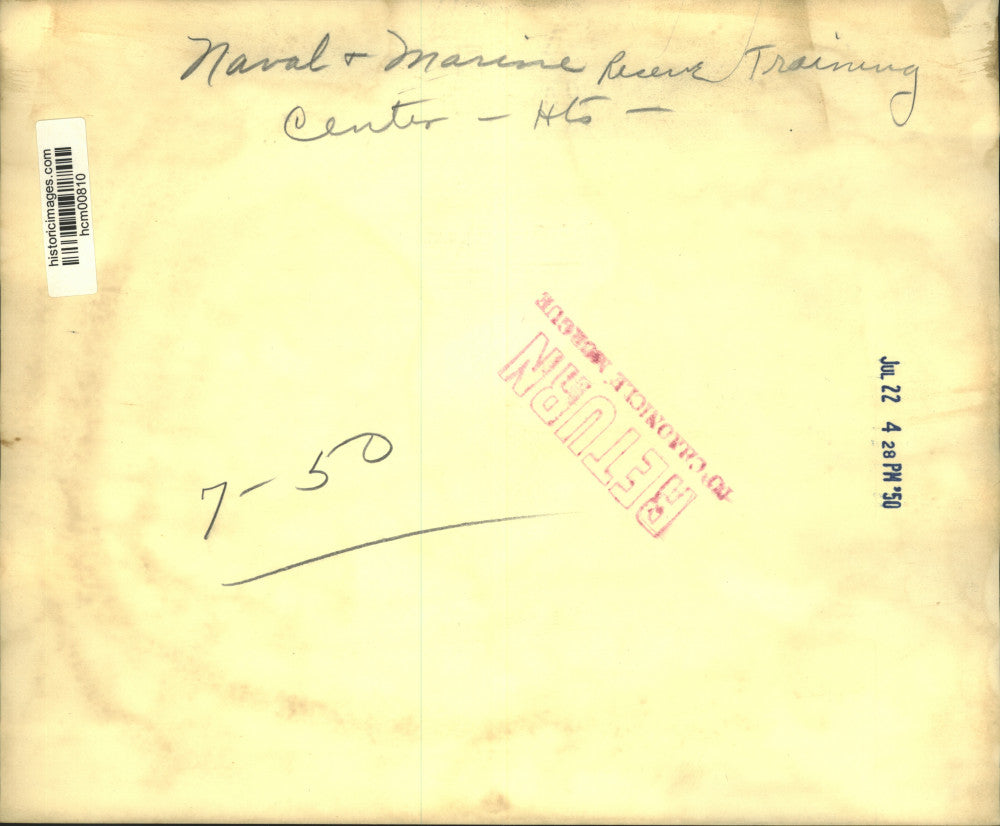 Naval + Marine Reserve Training
Center - Hts -
historicimages.com
hcm00810
RETURN
TO CHRONICLE MORGUE
JUL 22 4 28 PM '50
7-50